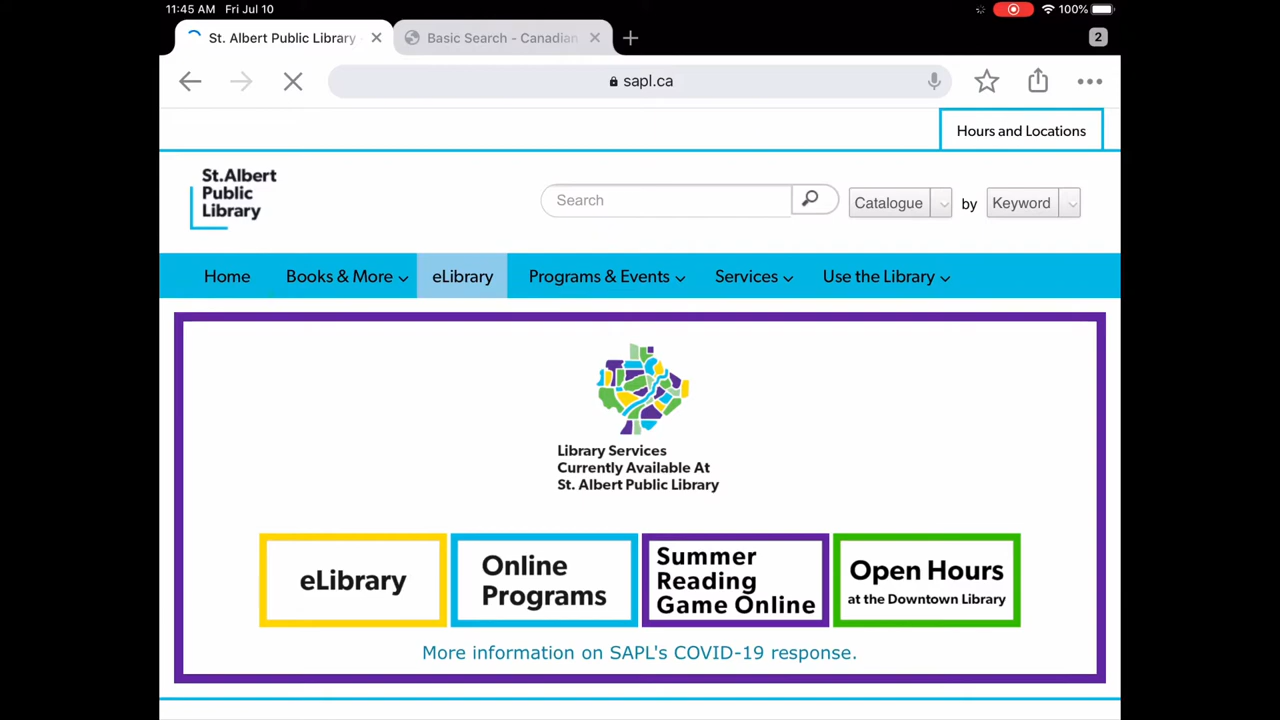 11:45 AM Fri Jul 10
100%
St. Albert Public Library
Basic Search - Canadian
2
sapl.ca
Hours and Locations
St.Albert
Public
Library
Search
Catalogue
by
Keyword
Home
Books & More
eLibrary
Programs & Events
Services
Use the Library
Library Services
Currently Available At
St. Albert Public Library
eLibrary
Online
Programs
Summer
Reading
Game Online
Open Hours
at the Downtown Library
More information on SAPL's COVID-19 response.